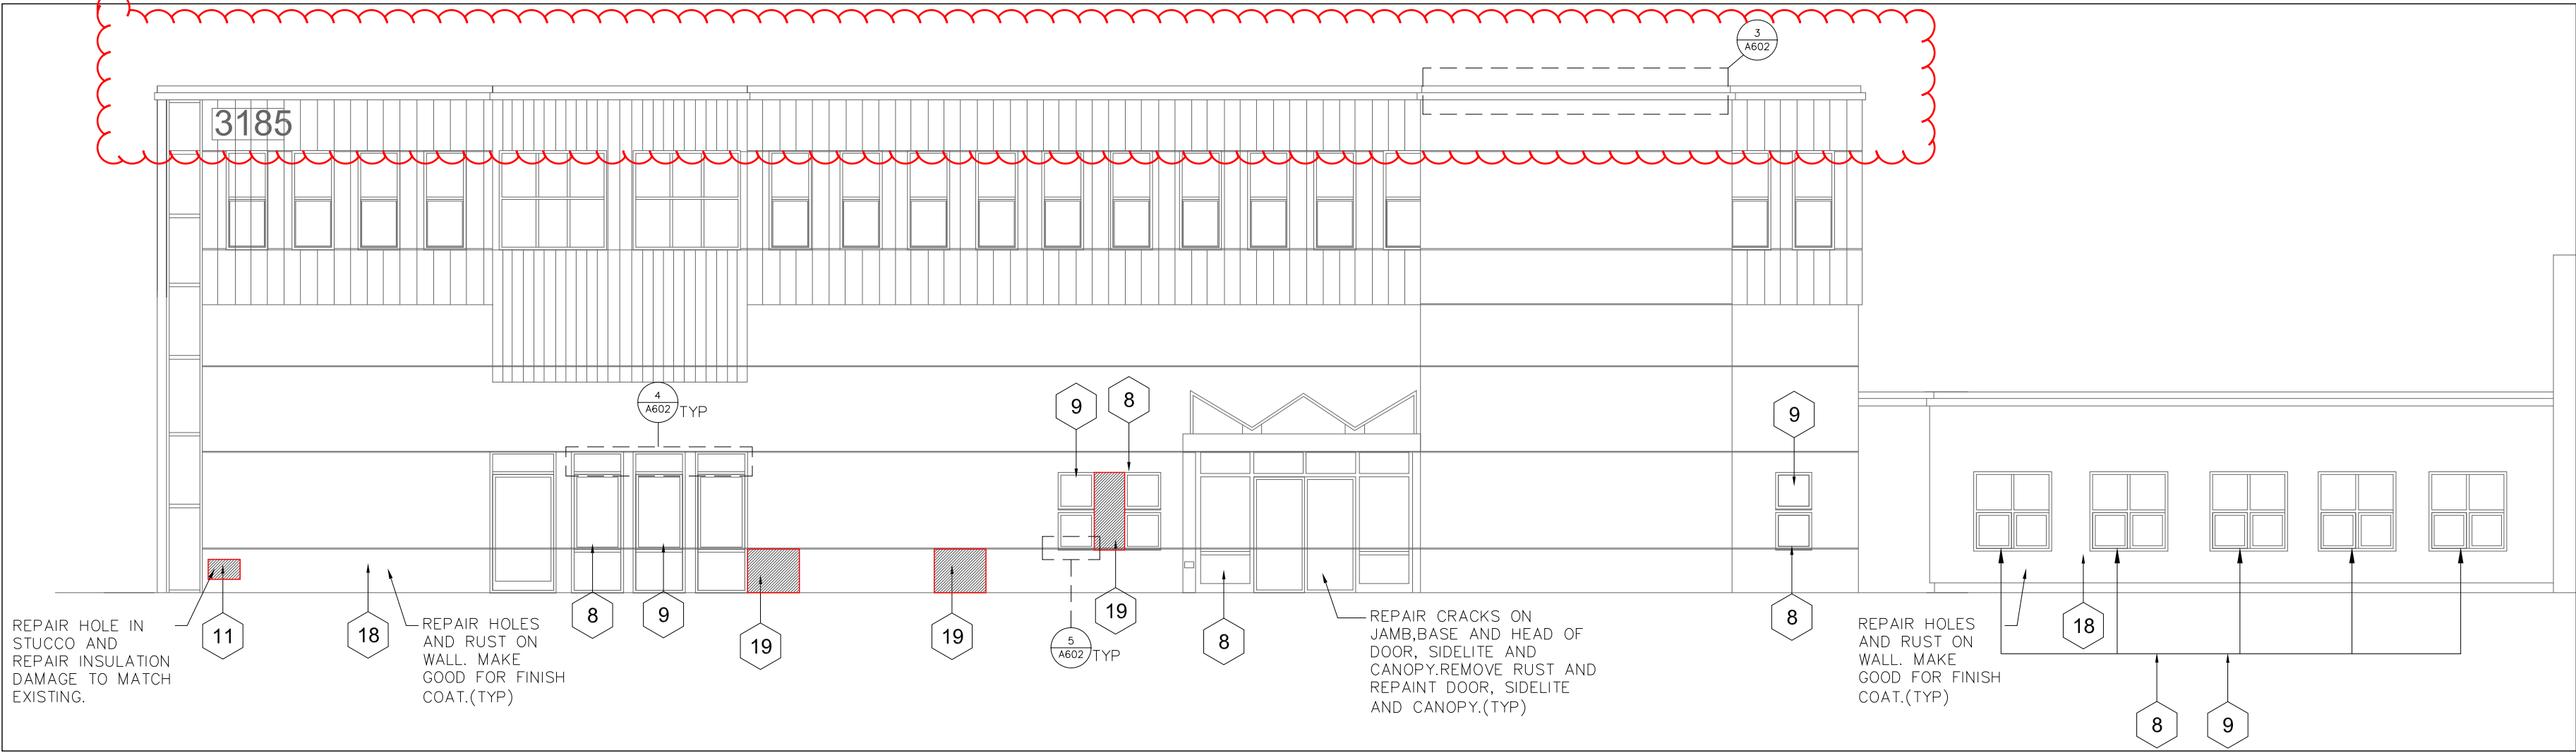 3
A602
3185
4
A602
TYP
9
8
9
REPAIR HOLE IN
STUCCO AND
REPAIR INSULATION
DAMAGE TO MATCH
EXISTING.
11
18
REPAIR HOLES
AND RUST ON
WALL. MAKE
GOOD FOR FINISH
COAT.(TYP)
8
9
19
19
5
A602
TYP
19
8
REPAIR CRACKS ON
JAMB,BASE AND HEAD OF
DOOR, SIDELITE AND
CANOPY.REMOVE RUST AND
REPAINT DOOR, SIDELITE
AND CANOPY.(TYP)
8
REPAIR HOLES
AND RUST ON
WALL. MAKE
GOOD FOR FINISH
COAT.(TYP)
18
8
9